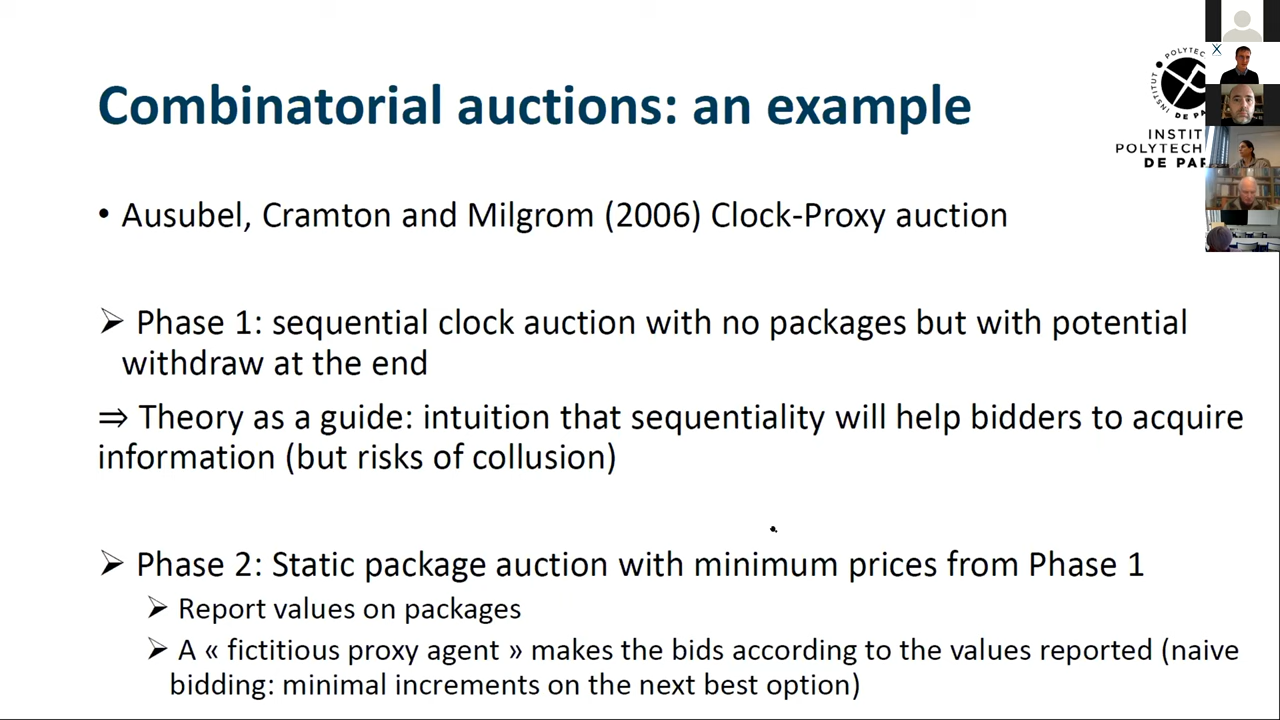 Combinatorial auctions: an example
INSTIT
POLYTECH
DE PAR
• Ausubel, Cramton and Milgrom (2006) Clock-Proxy auction
➢ Phase 1: sequential clock auction with no packages but with potential
withdraw at the end
⇒ Theory as a guide: intuition that sequentiality will help bidders to acquire
information (but risks of collusion)
➢ Phase 2: Static package auction with minimum prices from Phase 1
➢ Report values on packages
➢ A « fictitious proxy agent » makes the bids according to the values reported (naive
bidding: minimal increments on the next best option)